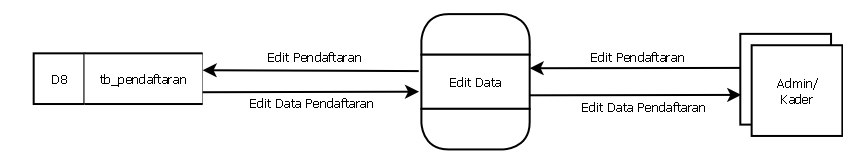 Edit Pendaftaran
Edit Pendaftaran
D8
tb_pendaftaran
Edit Data
Admin/
Kader
Edit Data Pendaftaran
Edit Data Pendaftaran